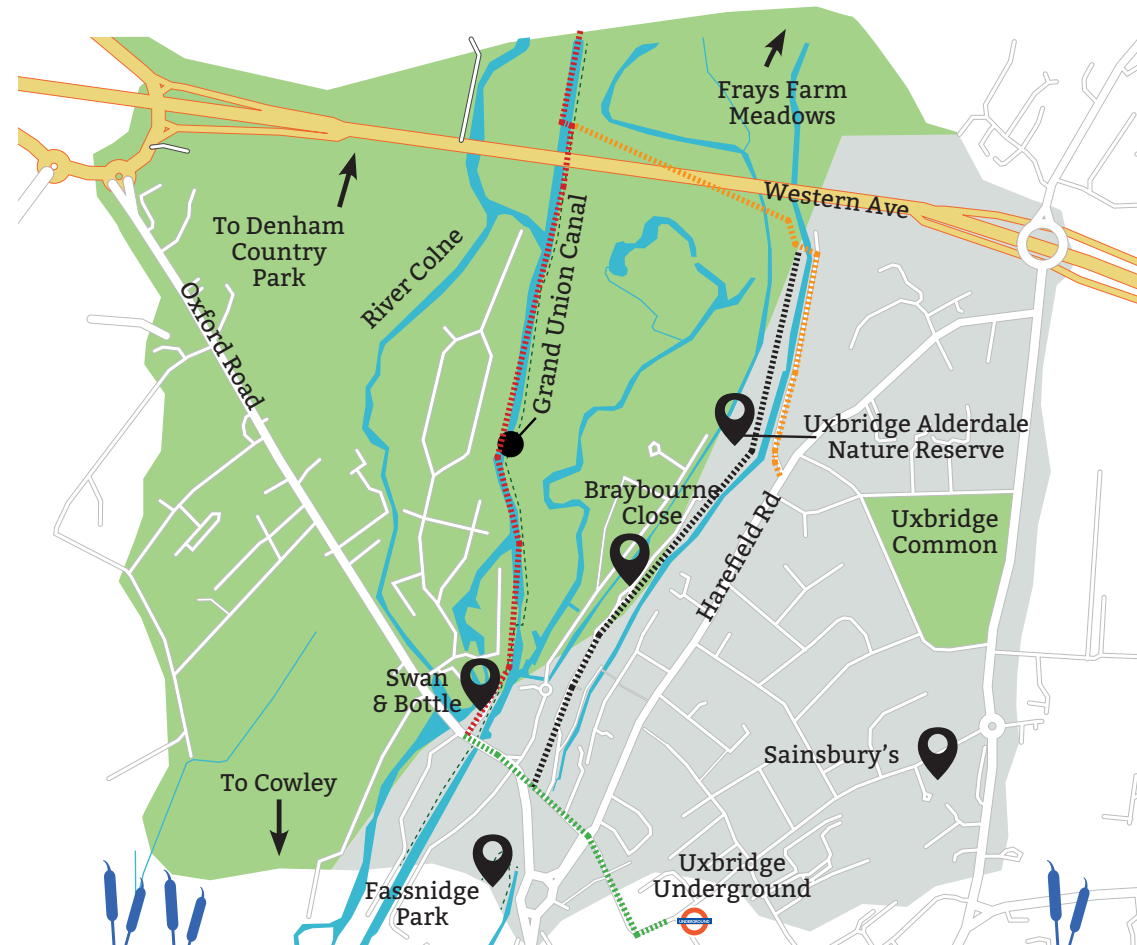 Frays Farm
Meadows
Western Ave
To Denham
Country
Park
River Colne
Grand Union Canal
Oxford Road
Uxbridge Alderdale
Nature Reserve
Braybourne
Close
Uxbridge
Common
Harefield Rd
Swan
& Bottle
Sainsbury's
To Cowley
Uxbridge
Underground
UNDERGROUND
Fassnidge
Park